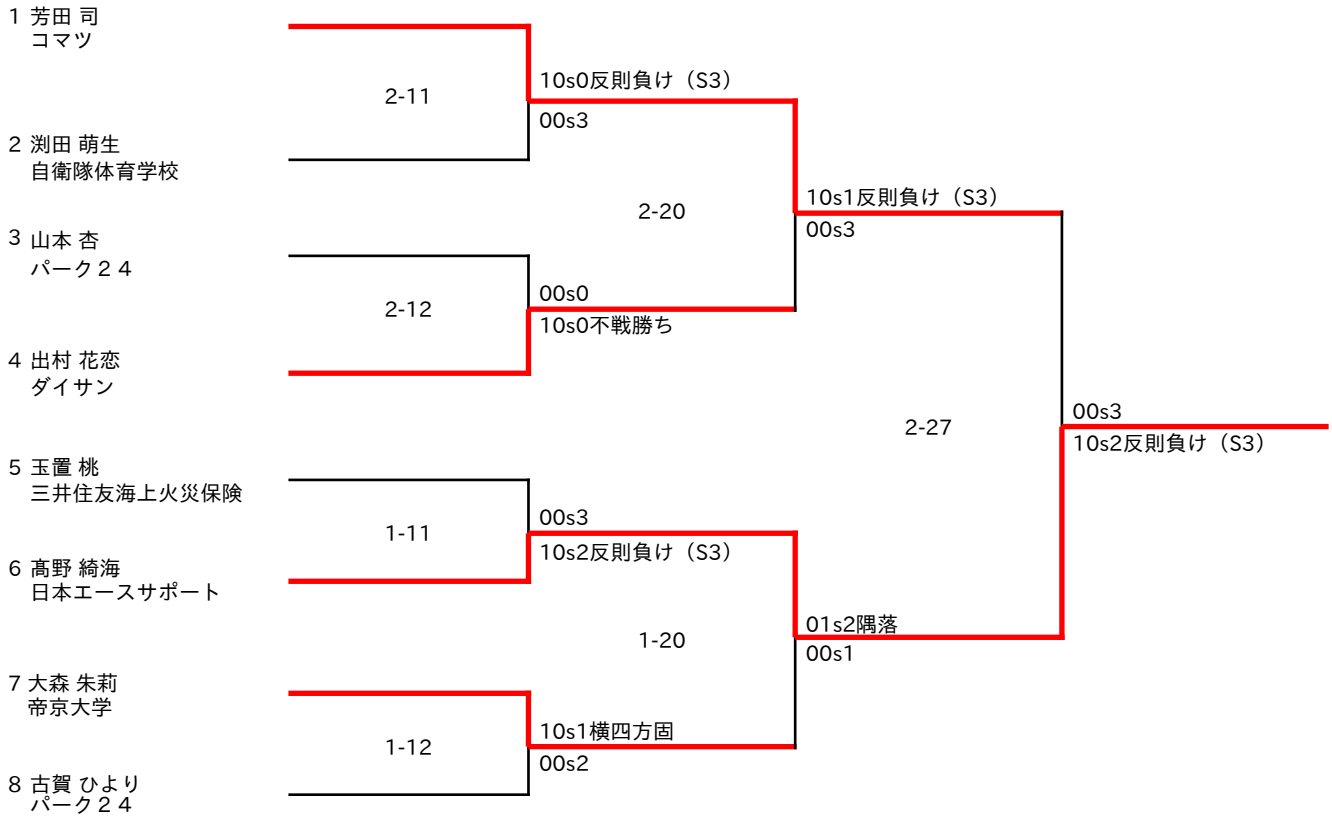 1 芳田 司
コマツ
2-11
10s0反則負け（S3）
00s3
2 渕田 萌生
自衛隊体育学校
2-20
10s1反則負け（S3）
00s3
3 山本 杏
パーク２４
2-12
00s0
10s0不戦勝ち
4 出村 花恋
ダイサン
2-27
00s3
10s2反則負け（S3）
5 玉置 桃
三井住友海上火災保険
1-11
00s3
10s2反則負け（S3）
6 髙野 綺海
日本エースサポート
1-20
01s2隅落
00s1
7 大森 朱莉
帝京大学
1-12
10s1横四方固
00s2
8 古賀 ひより
パーク２４